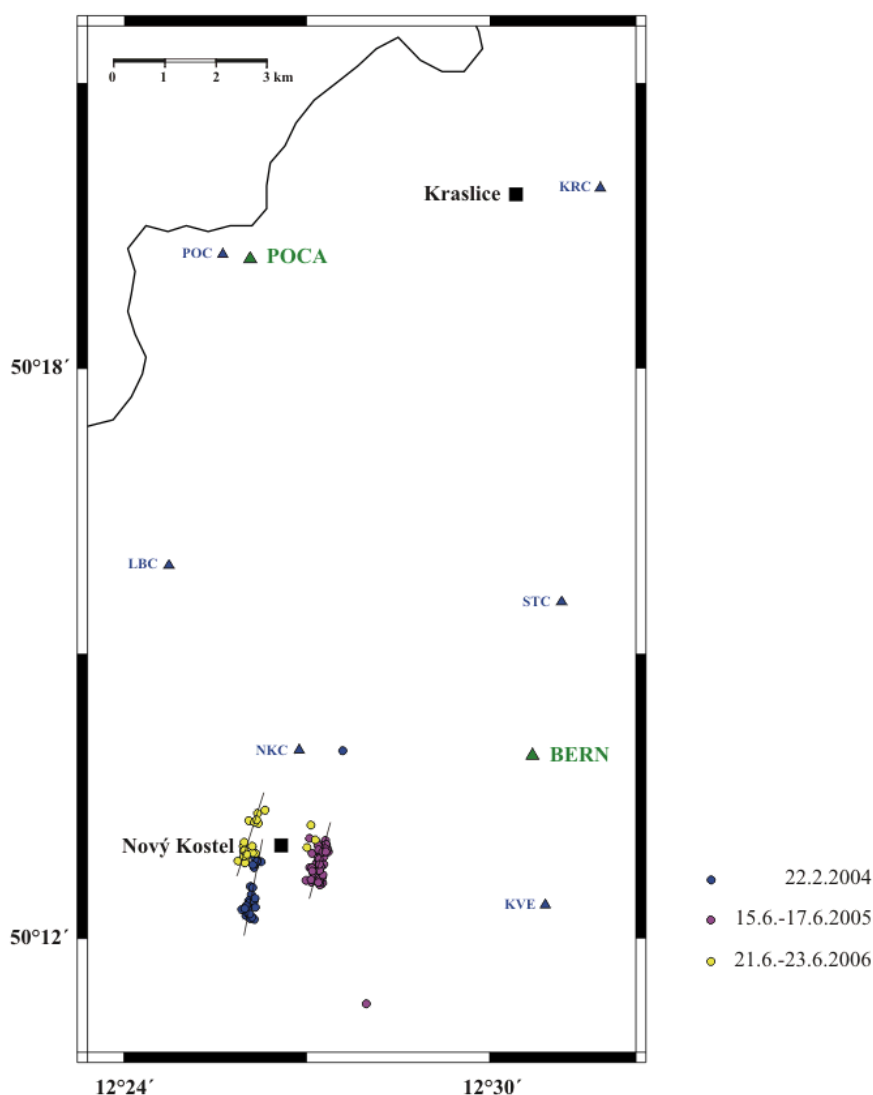 0 1 2 3 km
Kraslice
KRC
POC
POCA
50°18´
LBC
STC
NKC
BERN
Nový Kostel
KVE
22.2.2004
15.6.-17.6.2005
21.6.-23.6.2006
50°12´
12°24´
12°30´